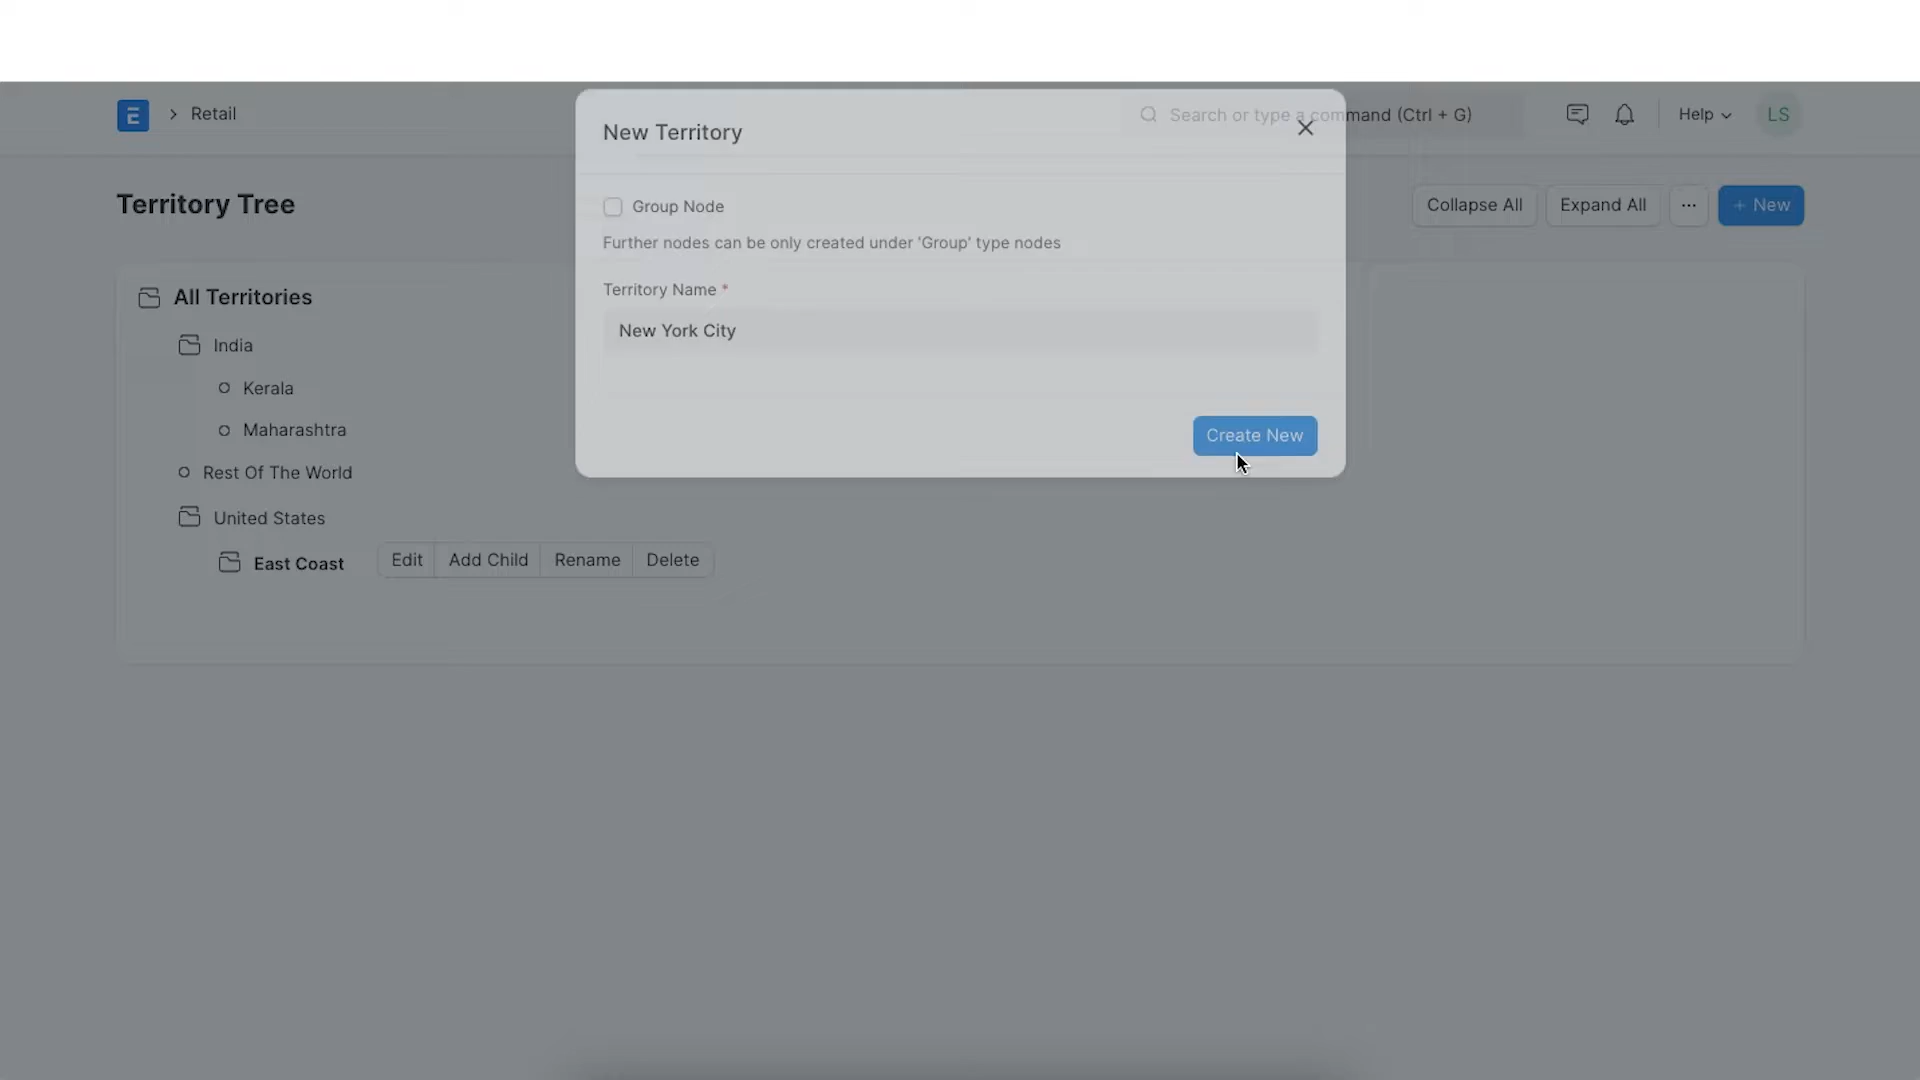 E > Retail
Search or type a command (Ctrl + G)
Help
LS
New Territory
Territory Tree
Collapse All
Expand All
...
+ New
Group Node
Further nodes can be only created under 'Group' type nodes
Territory Name *
New York City
Create New
All Territories
India
Kerala
Maharashtra
Rest Of The World
United States
East Coast
Edit
Add Child
Rename
Delete